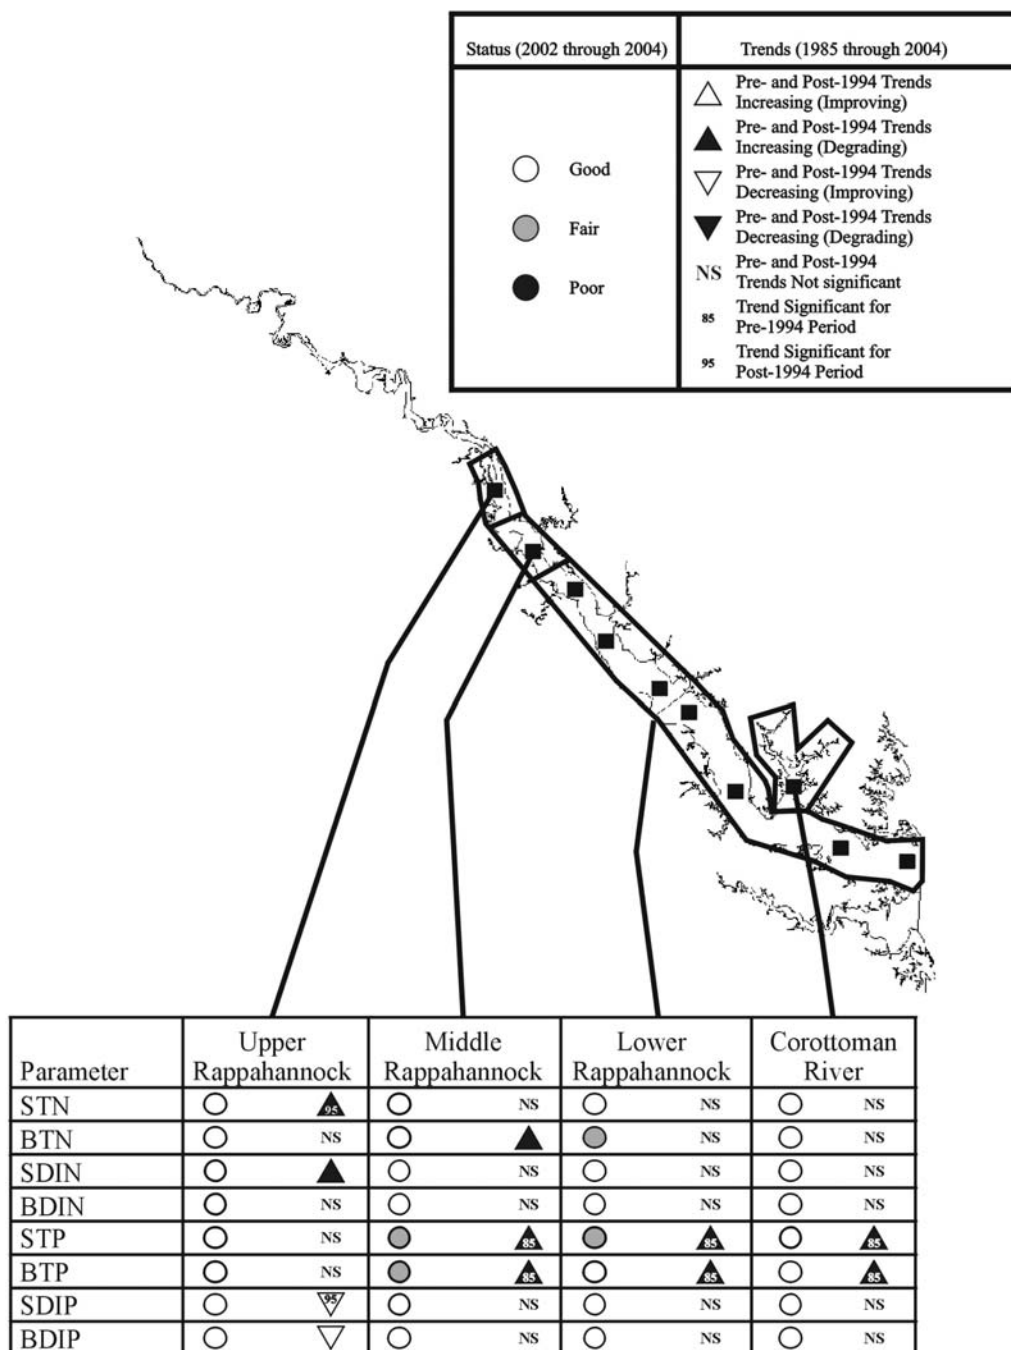 Status (2002 through 2004) Trends (1985 through 2004)
Good
Fair
Poor
Pre- and Post-1994 Trends
Increasing (Improving)
Pre- and Post-1994 Trends
Increasing (Degrading)
Pre- and Post-1994 Trends
Decreasing (Improving)
Pre- and Post-1994 Trends
Decreasing (Degrading)
NS Pre- and Post-1994
Trends Not significant
85 Trend Significant for
Pre-1994 Period
95 Trend Significant for
Post-1994 Period
Parameter Upper Rappahannock Middle Rappahannock Lower Rappahannock Corottoman River
STN 95 NS NS NS
BTN NS NS NS
SDIN NS NS NS
BDIN NS NS NS NS
STP NS 85 85 85
BTP NS 85 85 85
SDIP 95 NS NS NS
BDIP NS NS NS